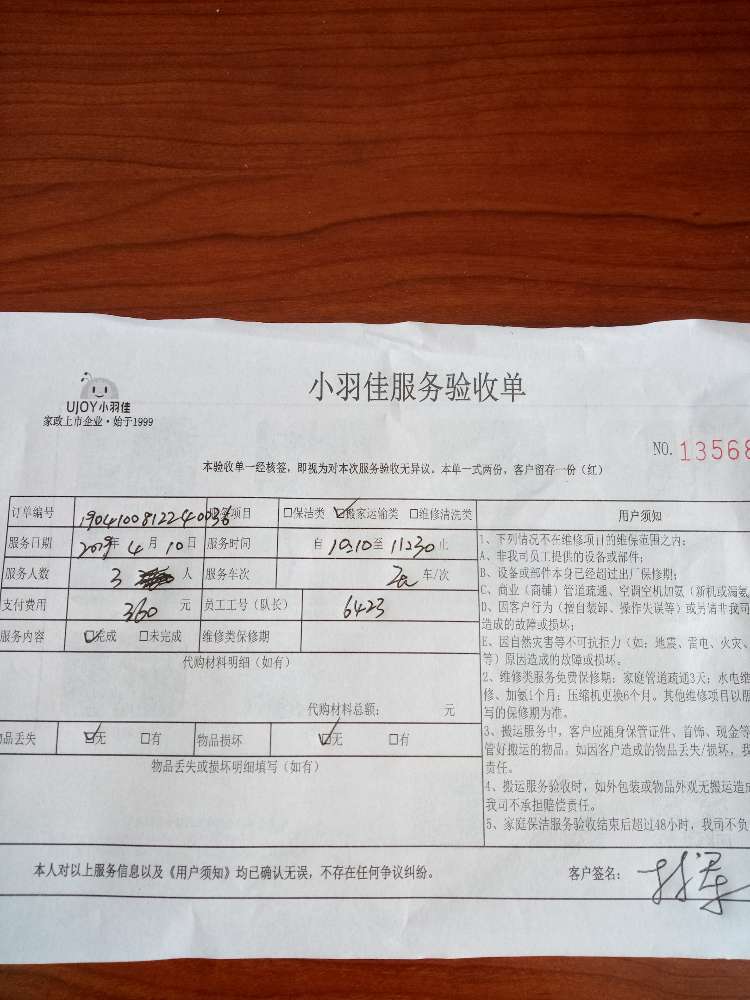 UJOY小羽佳
家政上市企业·始于1999
小羽佳服务验收单
NO. 13568
本验收单一经核签，即视为对本次服务验收无异议。本单一式两份，客户留存一份（红）
订单编号 1904100812240036 服务项目 □保洁类 ☑搬家运输类 □维修清洗类 用户须知
服务日期 2019年 4 月 10 日 服务时间 自 10:10 至 11:30 止
服务人数 3 人 服务车次 车/次
支付费用 360 元 员工工号（队长） 6423
服务内容 ☑完成 □未完成 维修类保修期
代购材料明细（如有）
代购材料总额： 元
品丢失 ☑无 □有 物品损坏 ☑无 □有
物品丢失或损坏明细填写（如有）
1、下列情况不在维修项目的维保范围之内：
A、非我司员工提供的设备或部件；
B、设备或部件本身已经超过出厂保修期；
C、商业（商铺）管道疏通、空调空机加氨（新机或漏氨
D、因客户行为（擅自装卸、操作失误等）或另请非我司
造成的故障或损坏；
E、因自然灾害等不可抗拒力（如：地震、雷电、火灾、
等）原因造成的故障或损坏。
2、维修类服务免费保修期：家庭管道疏通3天；水电维
修、加氨1个月；压缩机更换6个月。其他维修项目以服
写的保修期为准。
3、搬运服务中，客户应随身保管证件、首饰、现金等
管好搬运的物品。如因客户造成的物品丢失/损坏，我
责任。
4、搬运服务验收时，如外包装或物品外观无搬运造成
我司不承担赔偿责任。
5、家庭保洁服务验收结束后超过48小时，我司不负
本人对以上服务信息以及《用户须知》均已确认无误，不存在任何争议纠纷。 客户签名：